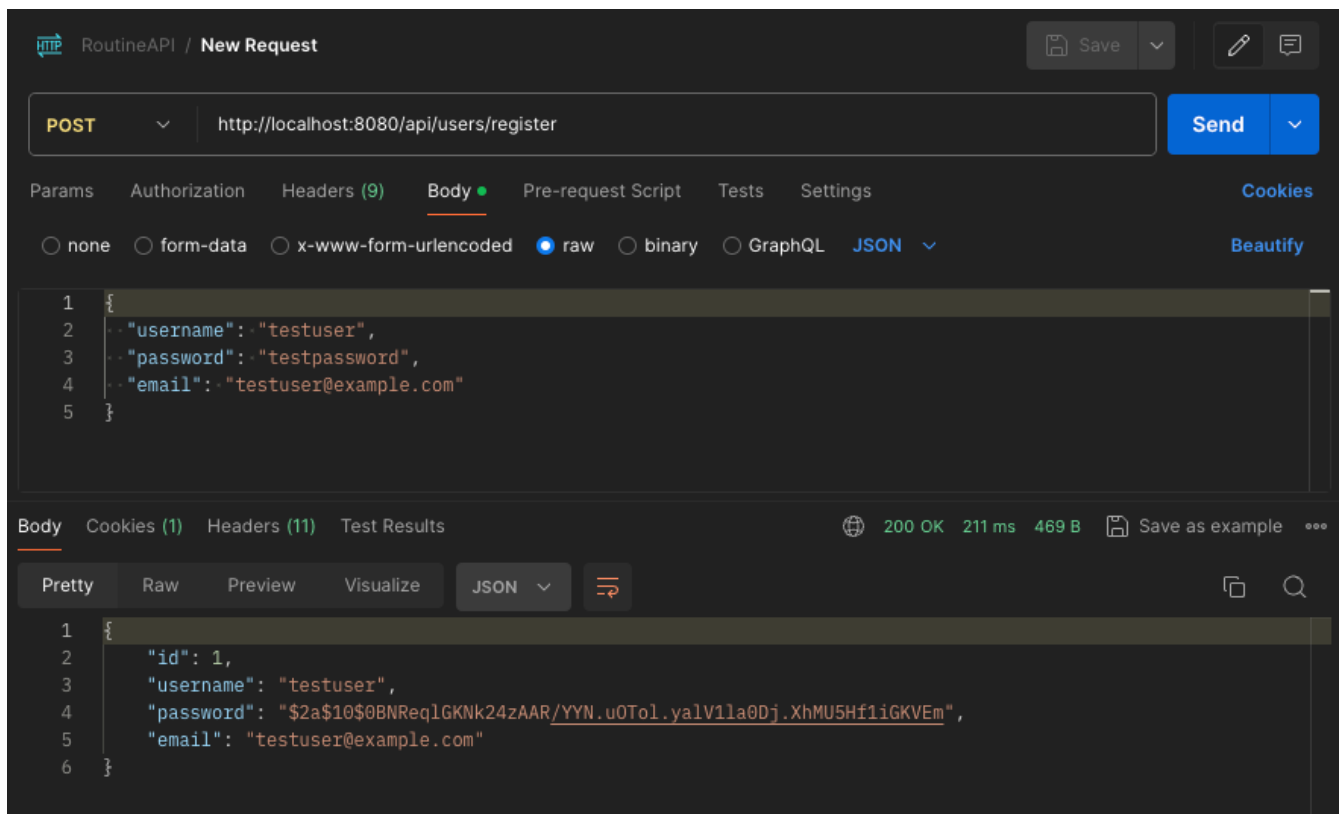 HTTP RoutineAPI / New Request Save
POST http://localhost:8080/api/users/register Send
Params Authorization Headers (9) Body Pre-request Script Tests Settings Cookies
none form-data x-www-form-urlencoded raw binary GraphQL JSON Beautify
1 {
2 "username": "testuser",
3 "password": "testpassword",
4 "email": "testuser@example.com"
5 }
Body Cookies (1) Headers (11) Test Results 200 OK 211 ms 469 B Save as example
Pretty Raw Preview Visualize JSON
1 {
2 "id": 1,
3 "username": "testuser",
4 "password": "$2a$10$0BNReqlGKNk24zAAR/YYN.uOTol.yalV1la0Dj.XhMU5Hf1iGKVEm",
5 "email": "testuser@example.com"
6 }